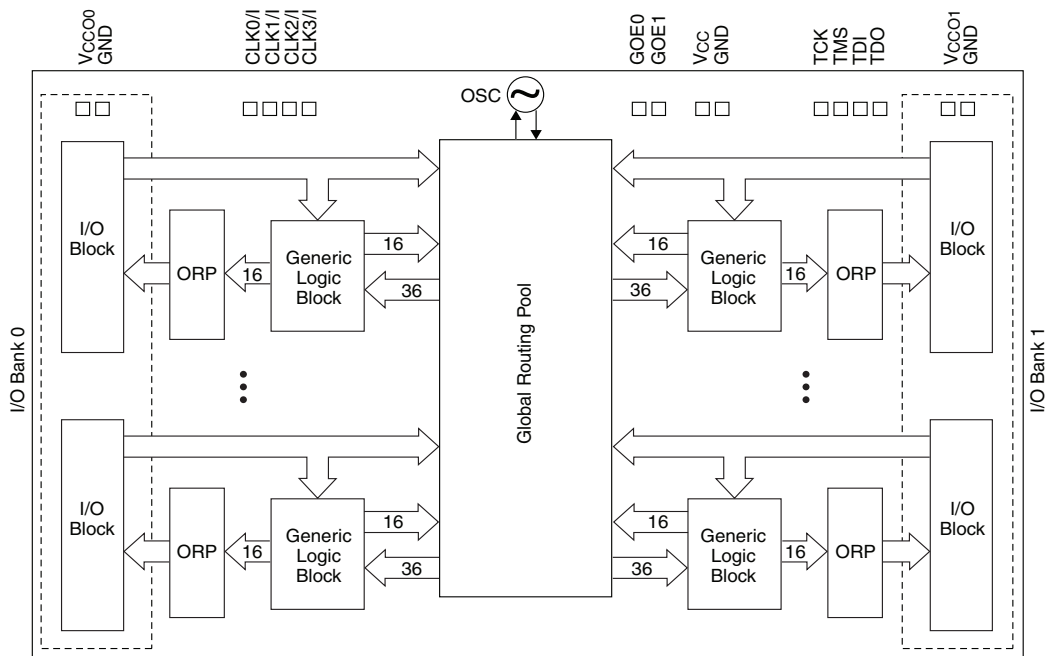 VCCO0
GND
CLK0/I
CLK1/I
CLK2/I
CLK3/I
GOE0
GOE1
VCC
GND
TCK
TMS
TDI
TDO
VCCO1
GND
OSC
I/O Bank 0
I/O
Block
ORP
16
Generic
Logic
Block
16
36
Global Routing Pool
16
36
Generic
Logic
Block
16
ORP
I/O
Block
I/O Bank 1
I/O
Block
ORP
16
Generic
Logic
Block
16
36
16
36
Generic
Logic
Block
16
ORP
I/O
Block